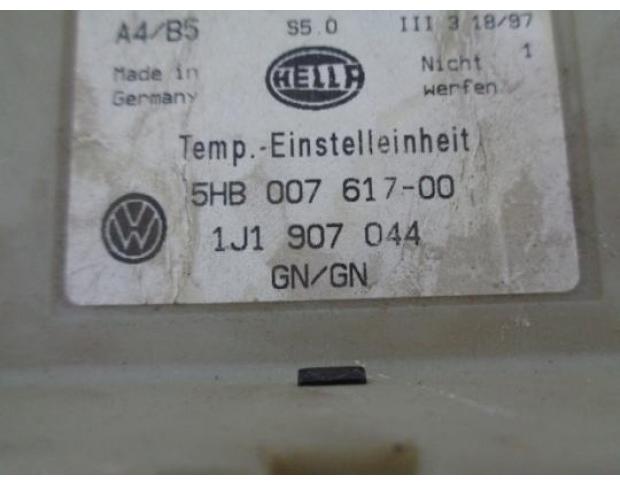 A4/B5 S5.0 III 3 18/97
Made in Germany
HELLA
Nicht werfen 1
Temp.-Einstelleinheit
5HB 007 617-00
VW
1J1 907 044
GN/GN